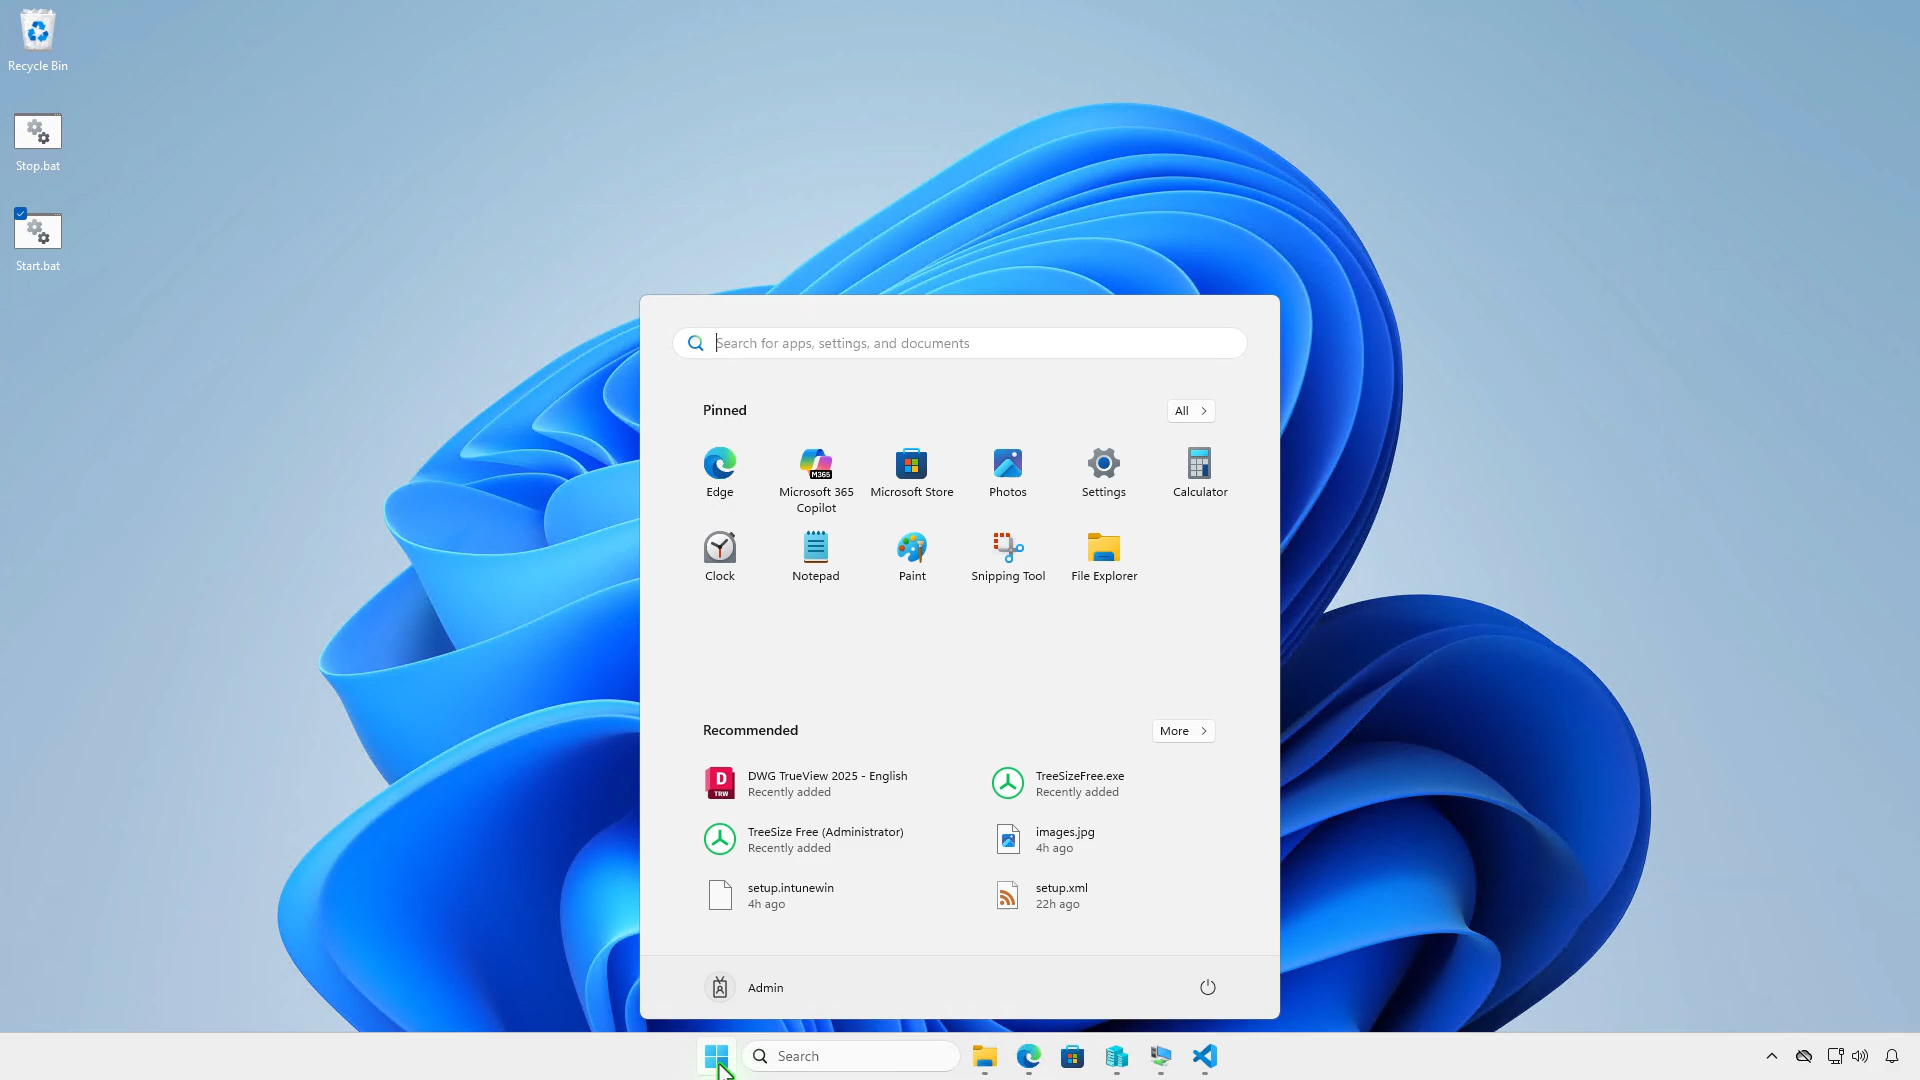 Recycle Bin
Stop.bat
Start.bat
Search for apps, settings, and documents
Pinned
All
Edge
Microsoft 365
Copilot
Microsoft Store
Photos
Settings
Calculator
M365
Clock
Notepad
Paint
Snipping Tool
File Explorer
Recommended
More
D
TRW
DWG TrueView 2025 - English
Recently added
TreeSizeFree.exe
Recently added
TreeSize Free (Administrator)
Recently added
images.jpg
4h ago
setup.intunewin
4h ago
setup.xml
22h ago
Admin
Search